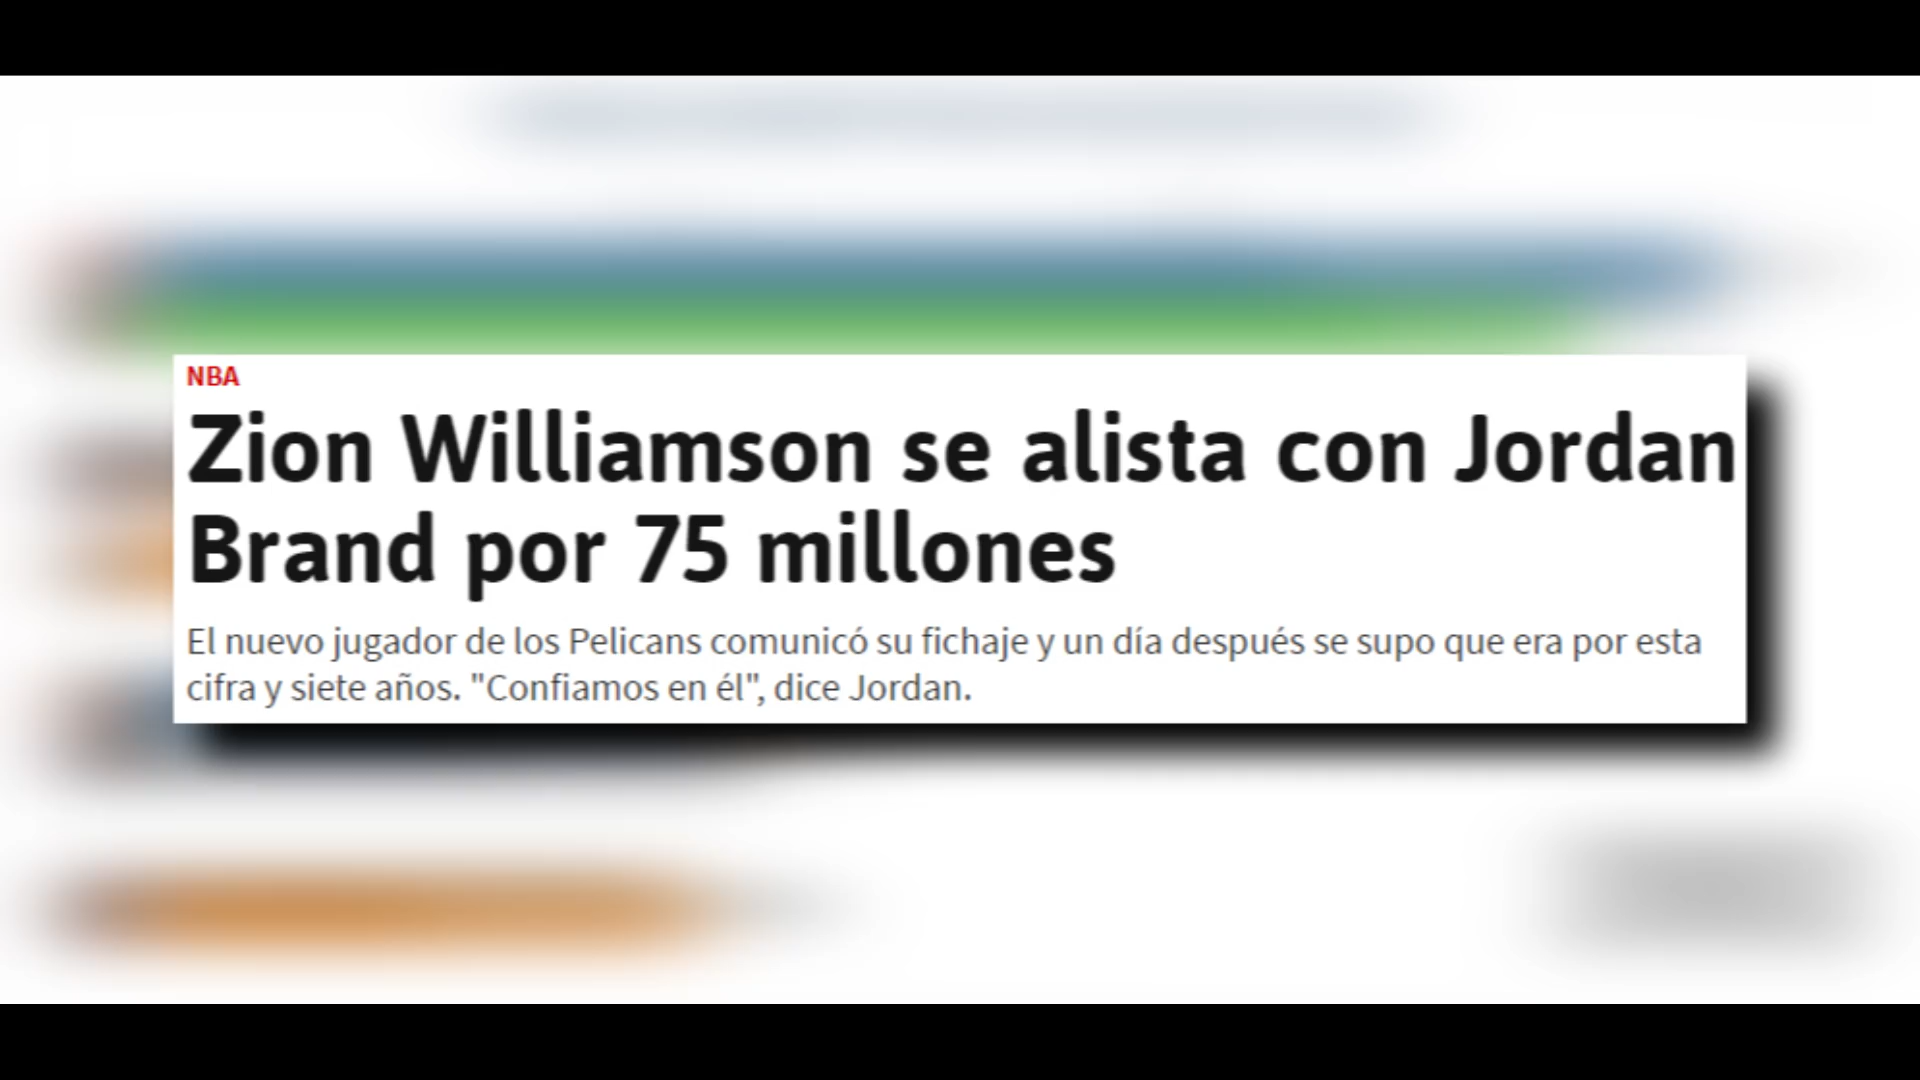 NBA
Zion Williamson se alista con Jordan
Brand por 75 millones
El nuevo jugador de los Pelicans comunicó su fichaje y un día después se supo que era por esta
cifra y siete años. "Confiamos en él", dice Jordan.